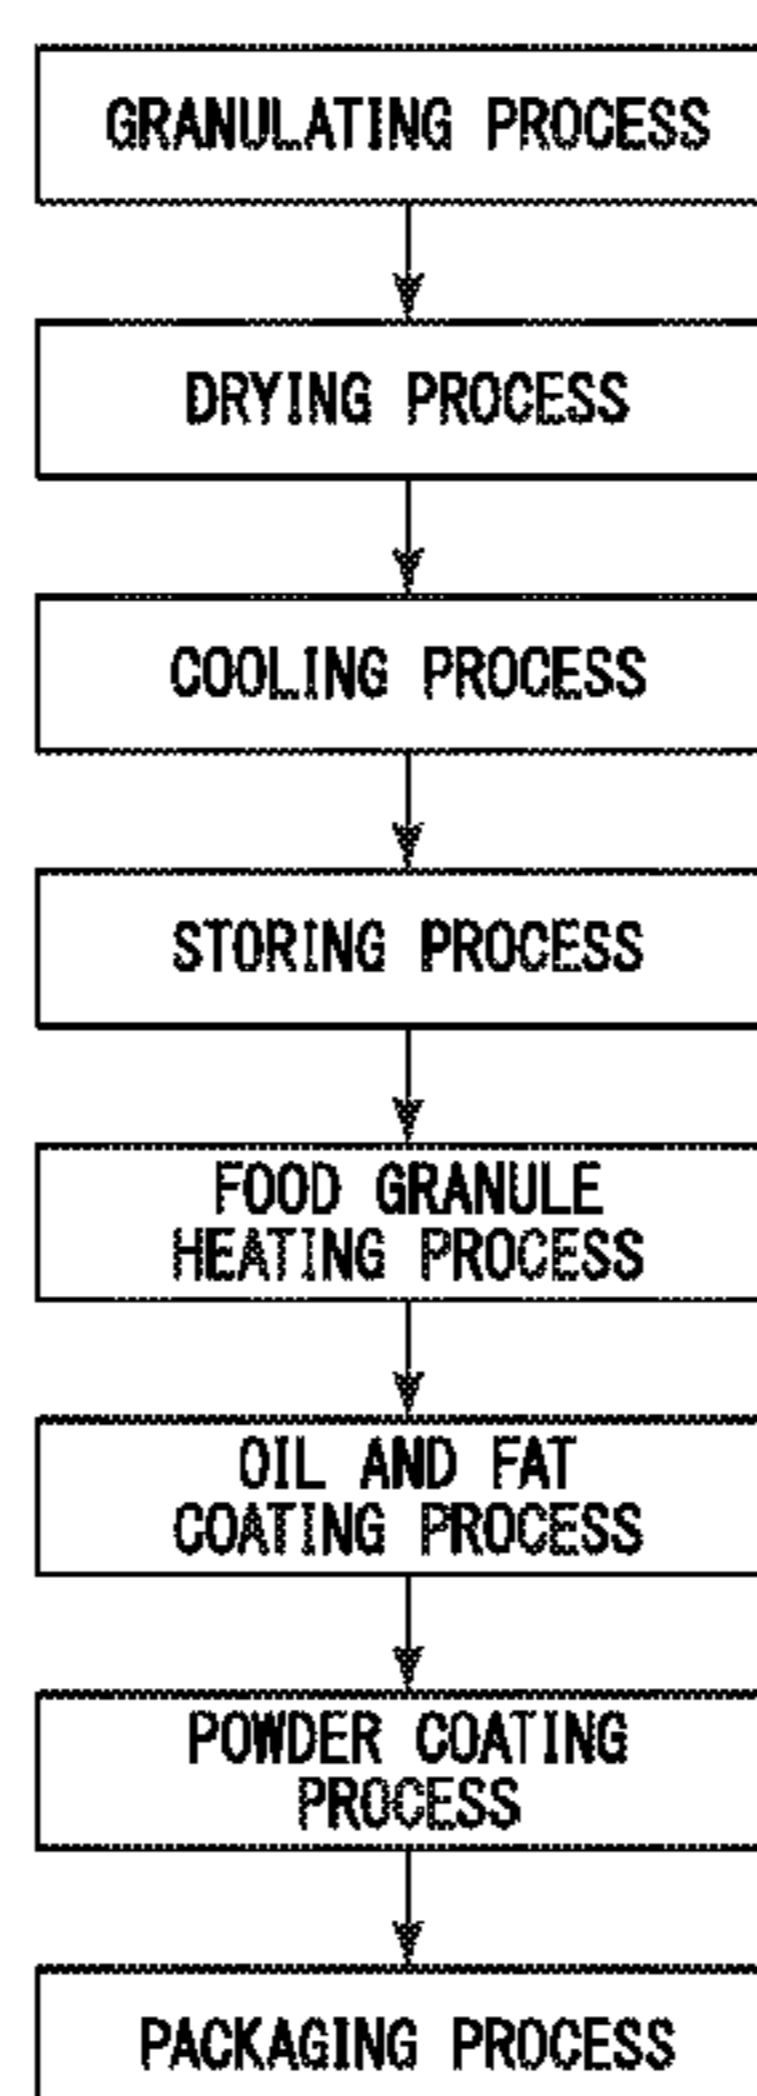 GRANULATING PROCESS
DRYING PROCESS
COOLING PROCESS
STORING PROCESS
FOOD GRANULE
HEATING PROCESS
OIL AND FAT
COATING PROCESS
POWDER COATING
PROCESS
PACKAGING PROCESS